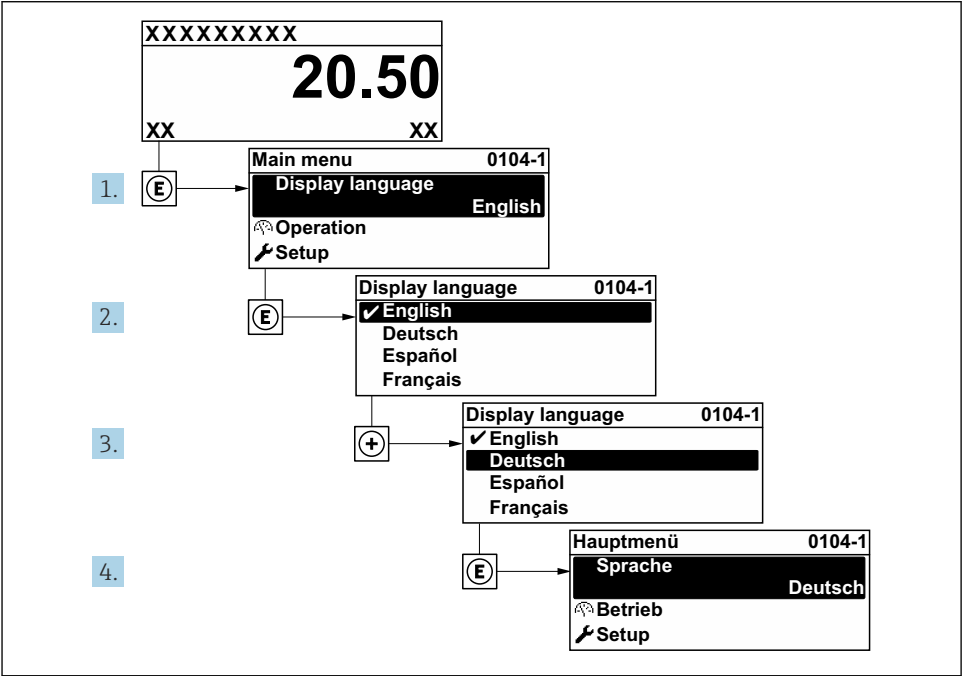 XXXXXXXXX
20.50
XX XX
1.
E
Main menu 0104-1
Display language
English
Operation
Setup
2.
E
Display language 0104-1
✔ English
Deutsch
Español
Français
3.
+
Display language 0104-1
✔ English
Deutsch
Español
Français
4.
E
Hauptmenü 0104-1
Sprache
Deutsch
Betrieb
Setup